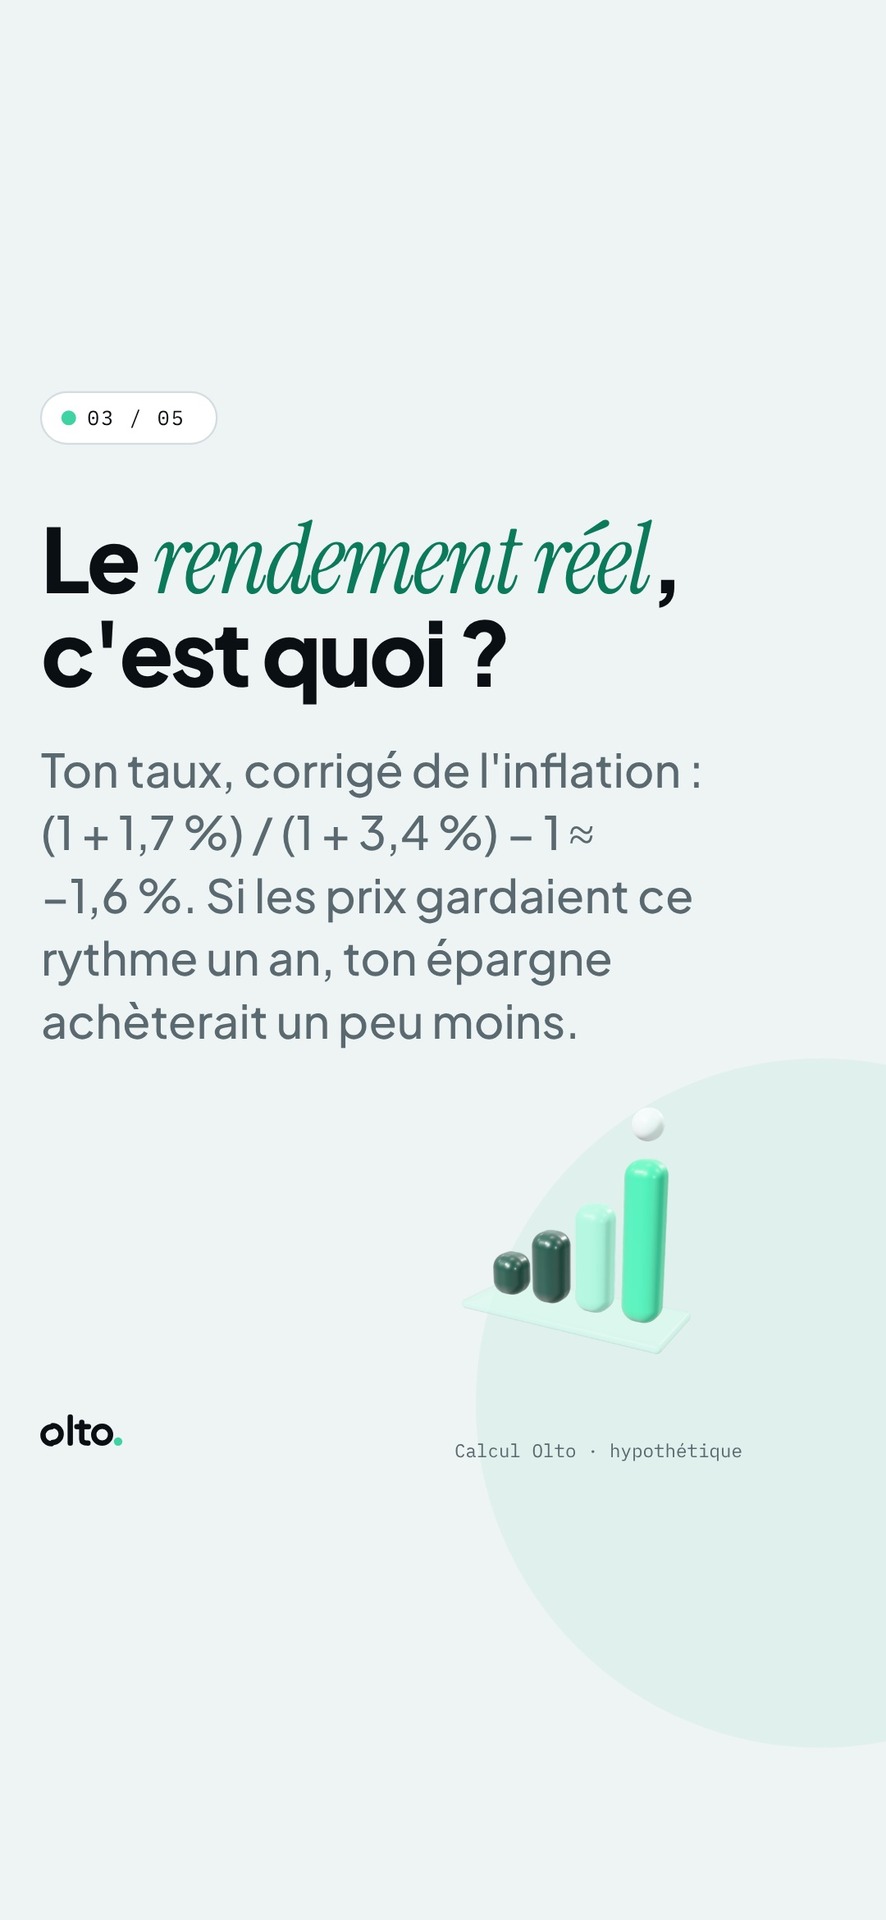 03 / 05
Le rendement réel,
c'est quoi ?
Ton taux, corrigé de l'inflation :
(1 + 1,7 %) / (1 + 3,4 %) – 1 ≈
–1,6 %. Si les prix gardaient ce
rythme un an, ton épargne
achèterait un peu moins.
olto.
Calcul Olto · hypothétique